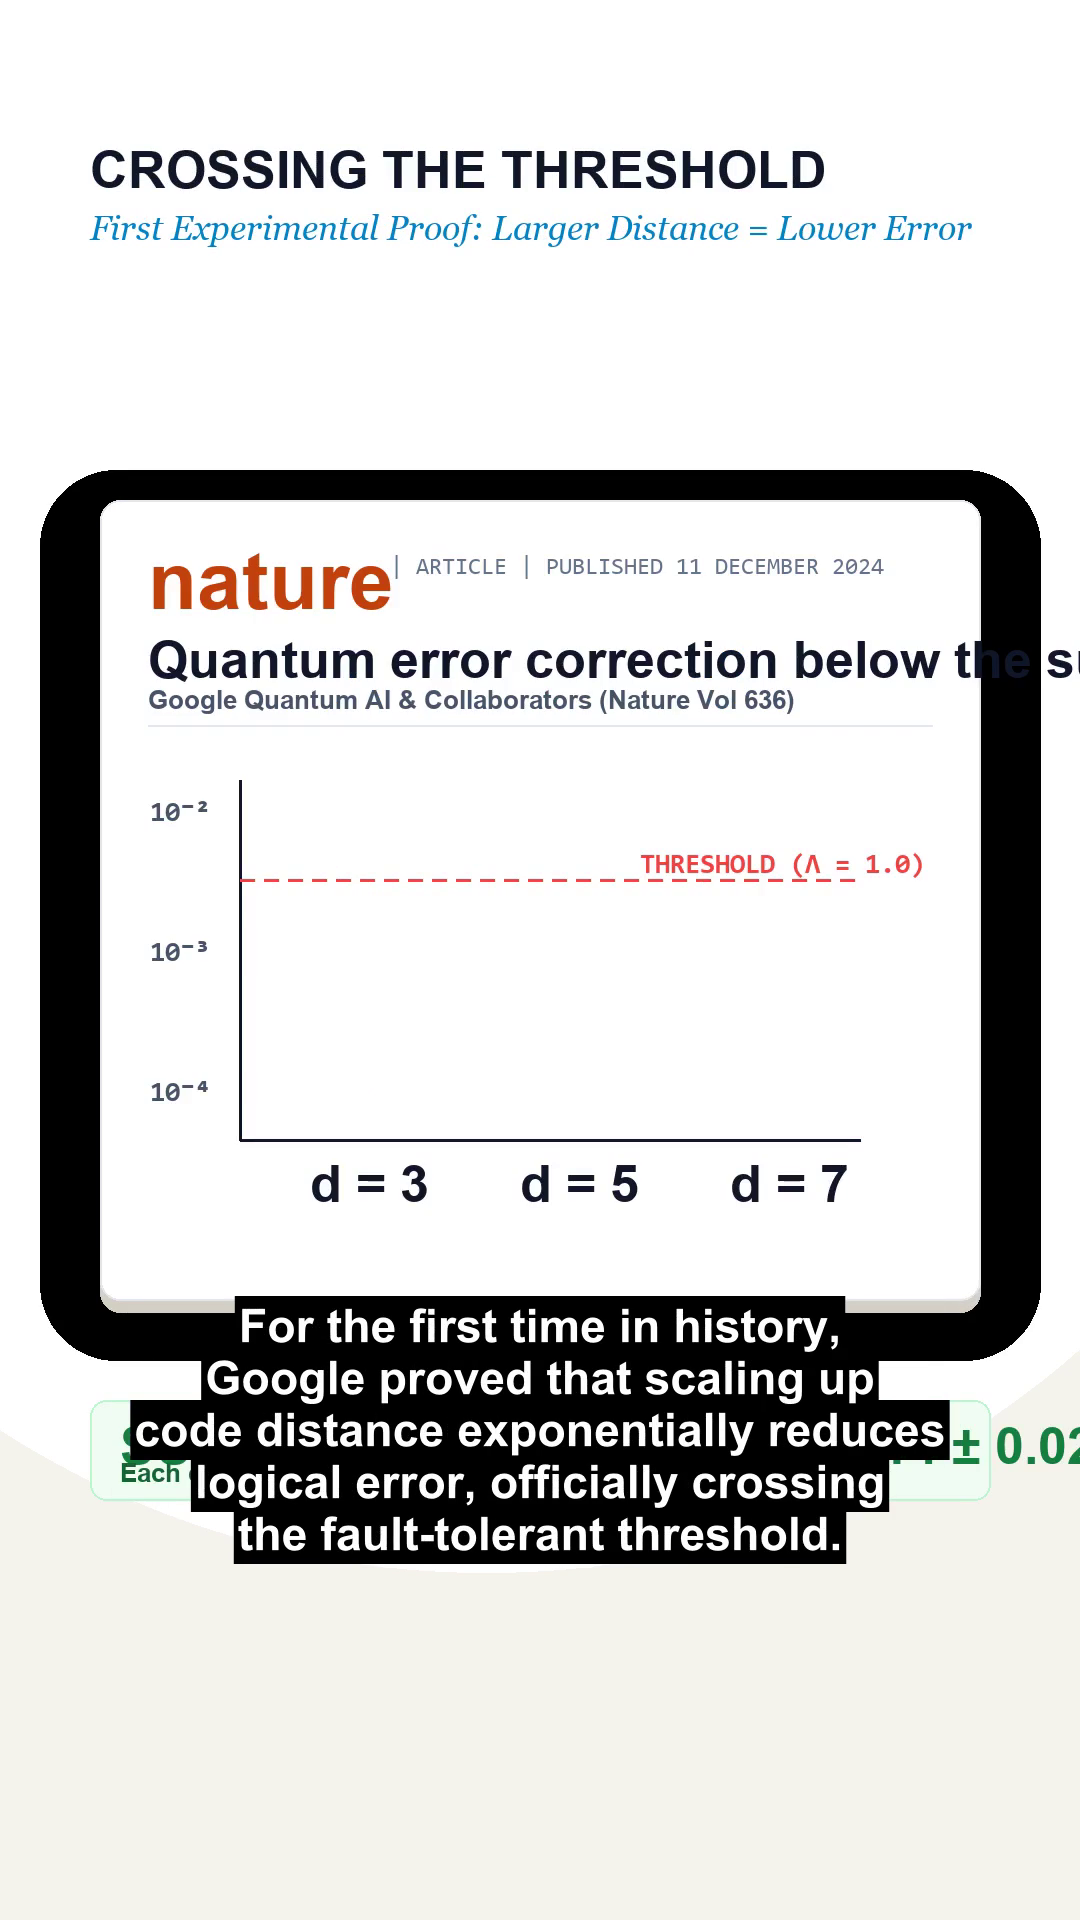 CROSSING THE THRESHOLD
First Experimental Proof: Larger Distance = Lower Error
nature | ARTICLE | PUBLISHED 11 DECEMBER 2024
Quantum error correction below the
Google Quantum AI & Collaborators (Nature Vol 636)
10⁻²
THRESHOLD (Λ = 1.0)
10⁻³
10⁻⁴
d = 3 d = 5 d = 7
For the first time in history,
Google proved that scaling up
code distance exponentially reduces
± 0.02
Each
logical error, officially crossing
the fault-tolerant threshold.